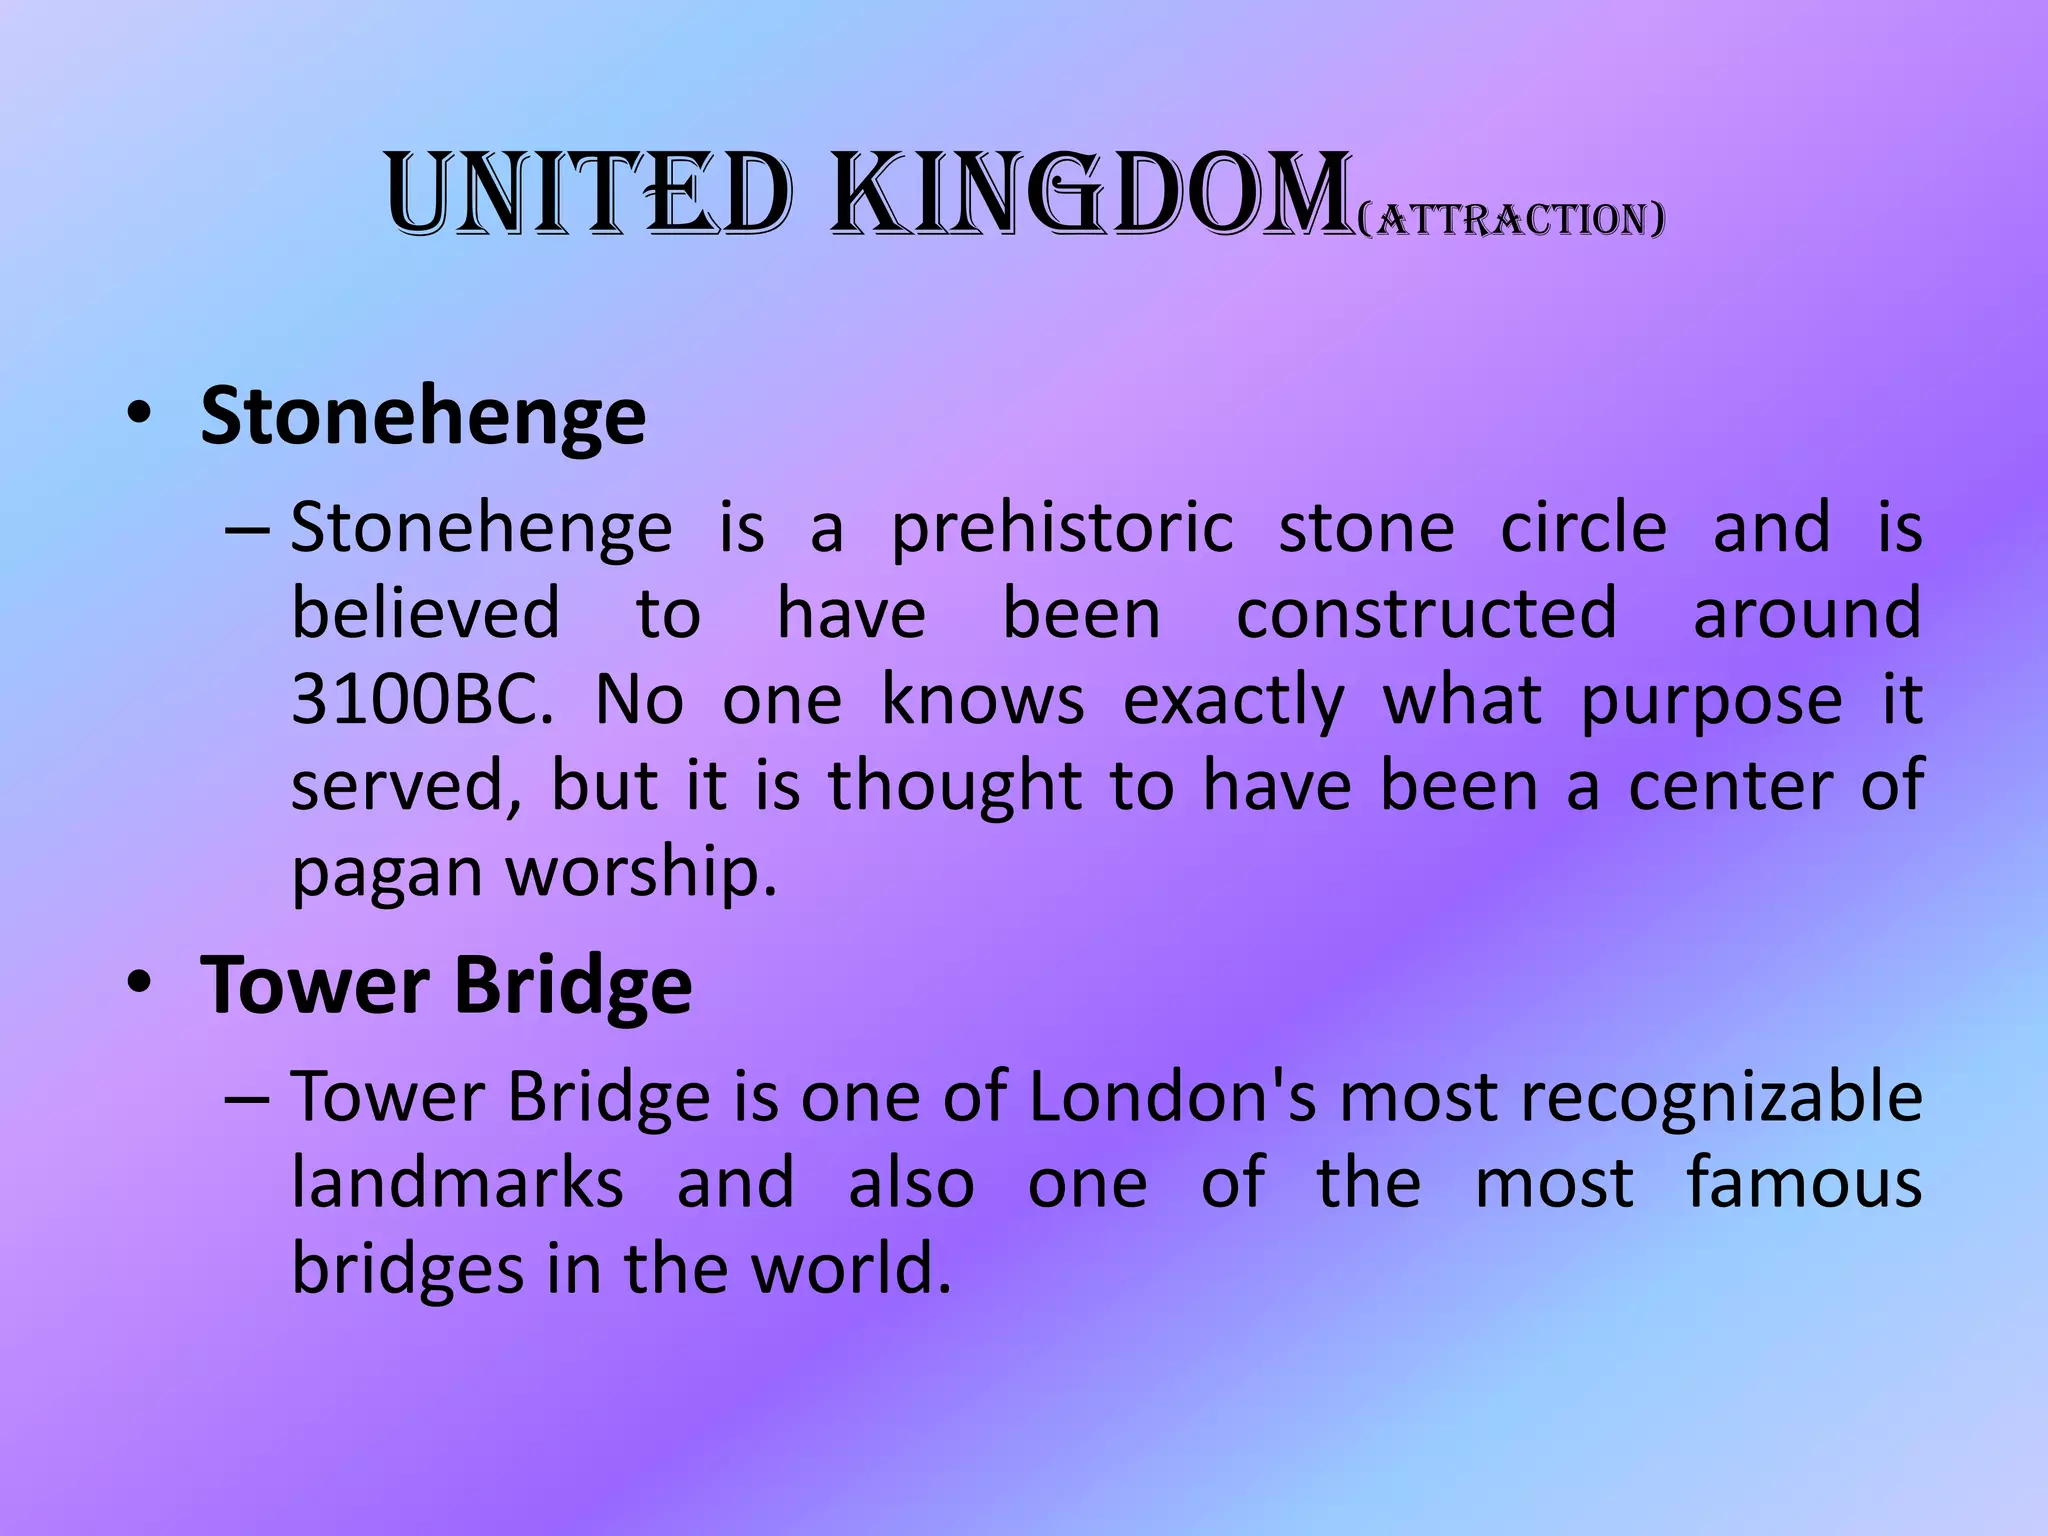 UNITED KINGDOM(ATTRACTION)
• Stonehenge
– Stonehenge is a prehistoric stone circle and is
believed to have been constructed around
3100BC. No one knows exactly what purpose it
served, but it is thought to have been a center of
pagan worship.
• Tower Bridge
– Tower Bridge is one of London's most recognizable
landmarks and also one of the most famous
bridges in the world.